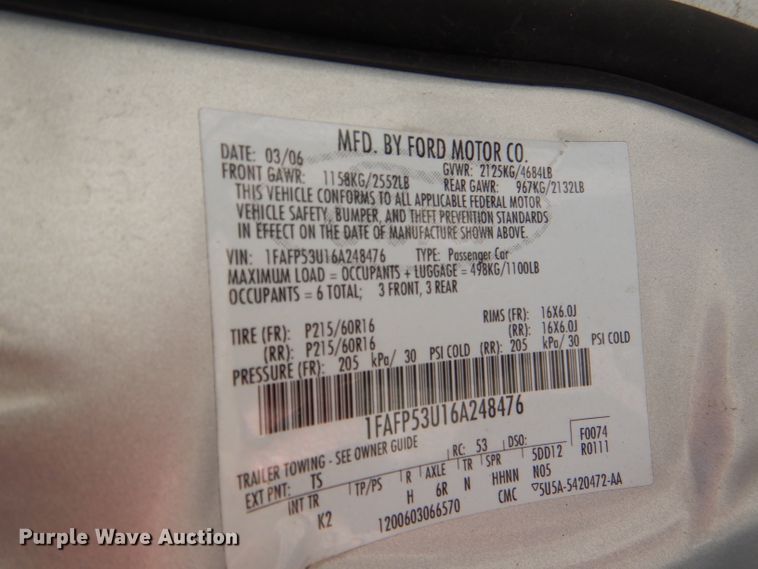 MFD. BY FORD MOTOR CO.
DATE: 03/06 GVWR: 2125KG/4684LB
FRONT GAWR: 1158KG/2552LB REAR GAWR: 967KG/2132LB
THIS VEHICLE CONFORMS TO ALL APPLICABLE FEDERAL MOTOR
VEHICLE SAFETY, BUMPER, AND THEFT PREVENTION STANDARDS
IN EFFECT ON THE DATE OF MANUFACTURE SHOWN ABOVE.
VIN: 1FAFP53U16A248476 TYPE: Passenger Car
MAXIMUM LOAD = OCCUPANTS + LUGGAGE = 498KG/1100LB
OCCUPANTS = 6 TOTAL; 3 FRONT, 3 REAR
TIRE (FR): P215/60R16 RIMS (FR): 16X6.0J
(RR): P215/60R16 (RR): 16X6.0J
PRESSURE (FR): 205 kPa/ 30 PSI COLD (RR): 205 kPa/ 30 PSI COLD
1FAFP53U16A248476
TRAILER TOWING - SEE OWNER GUIDE
RC: 53 DSO: F0074
EXT PNT: TS 5DD12 R0111
INT TR TP/PS R AXLE TR SPR N05
K2 H 6R N HHNN
1200603066570 CMC ▽5U5A-5420472-AA
Purple Wave Auction